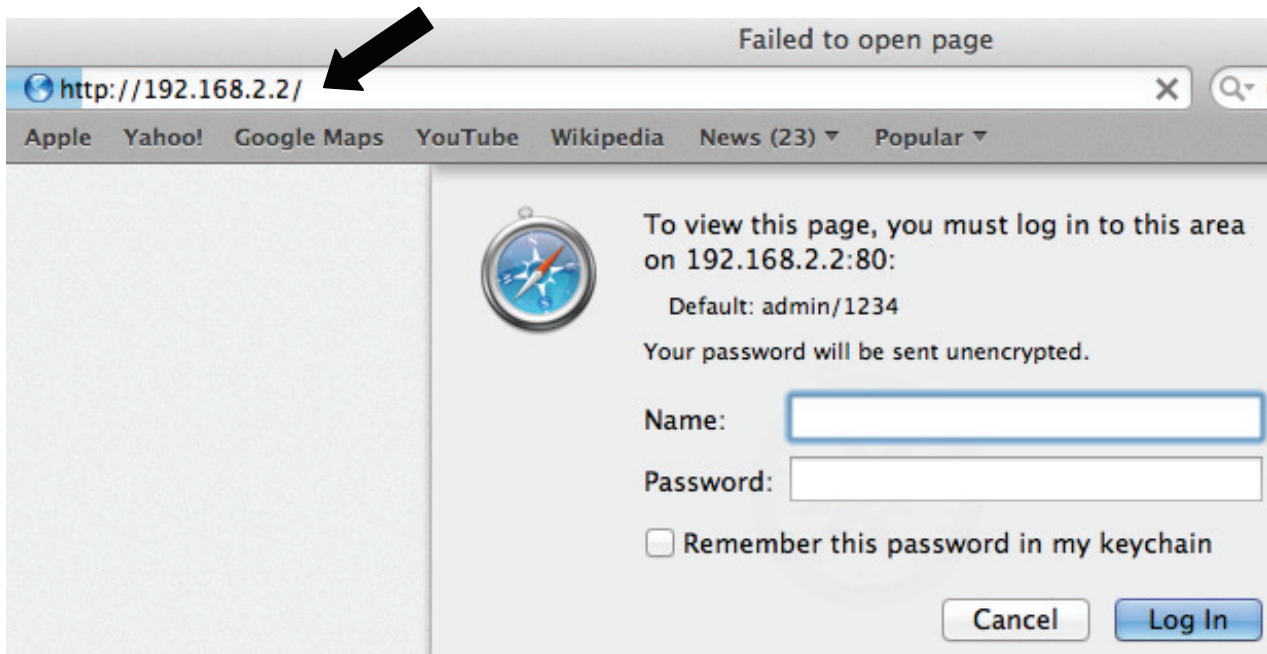 Failed to open page
http://192.168.2.2/
Apple Yahoo! Google Maps YouTube Wikipedia News (23) ▼ Popular ▼
To view this page, you must log in to this area
on 192.168.2.2:80:
Default: admin/1234
Your password will be sent unencrypted.
Name:
Password:
Remember this password in my keychain
Cancel Log In